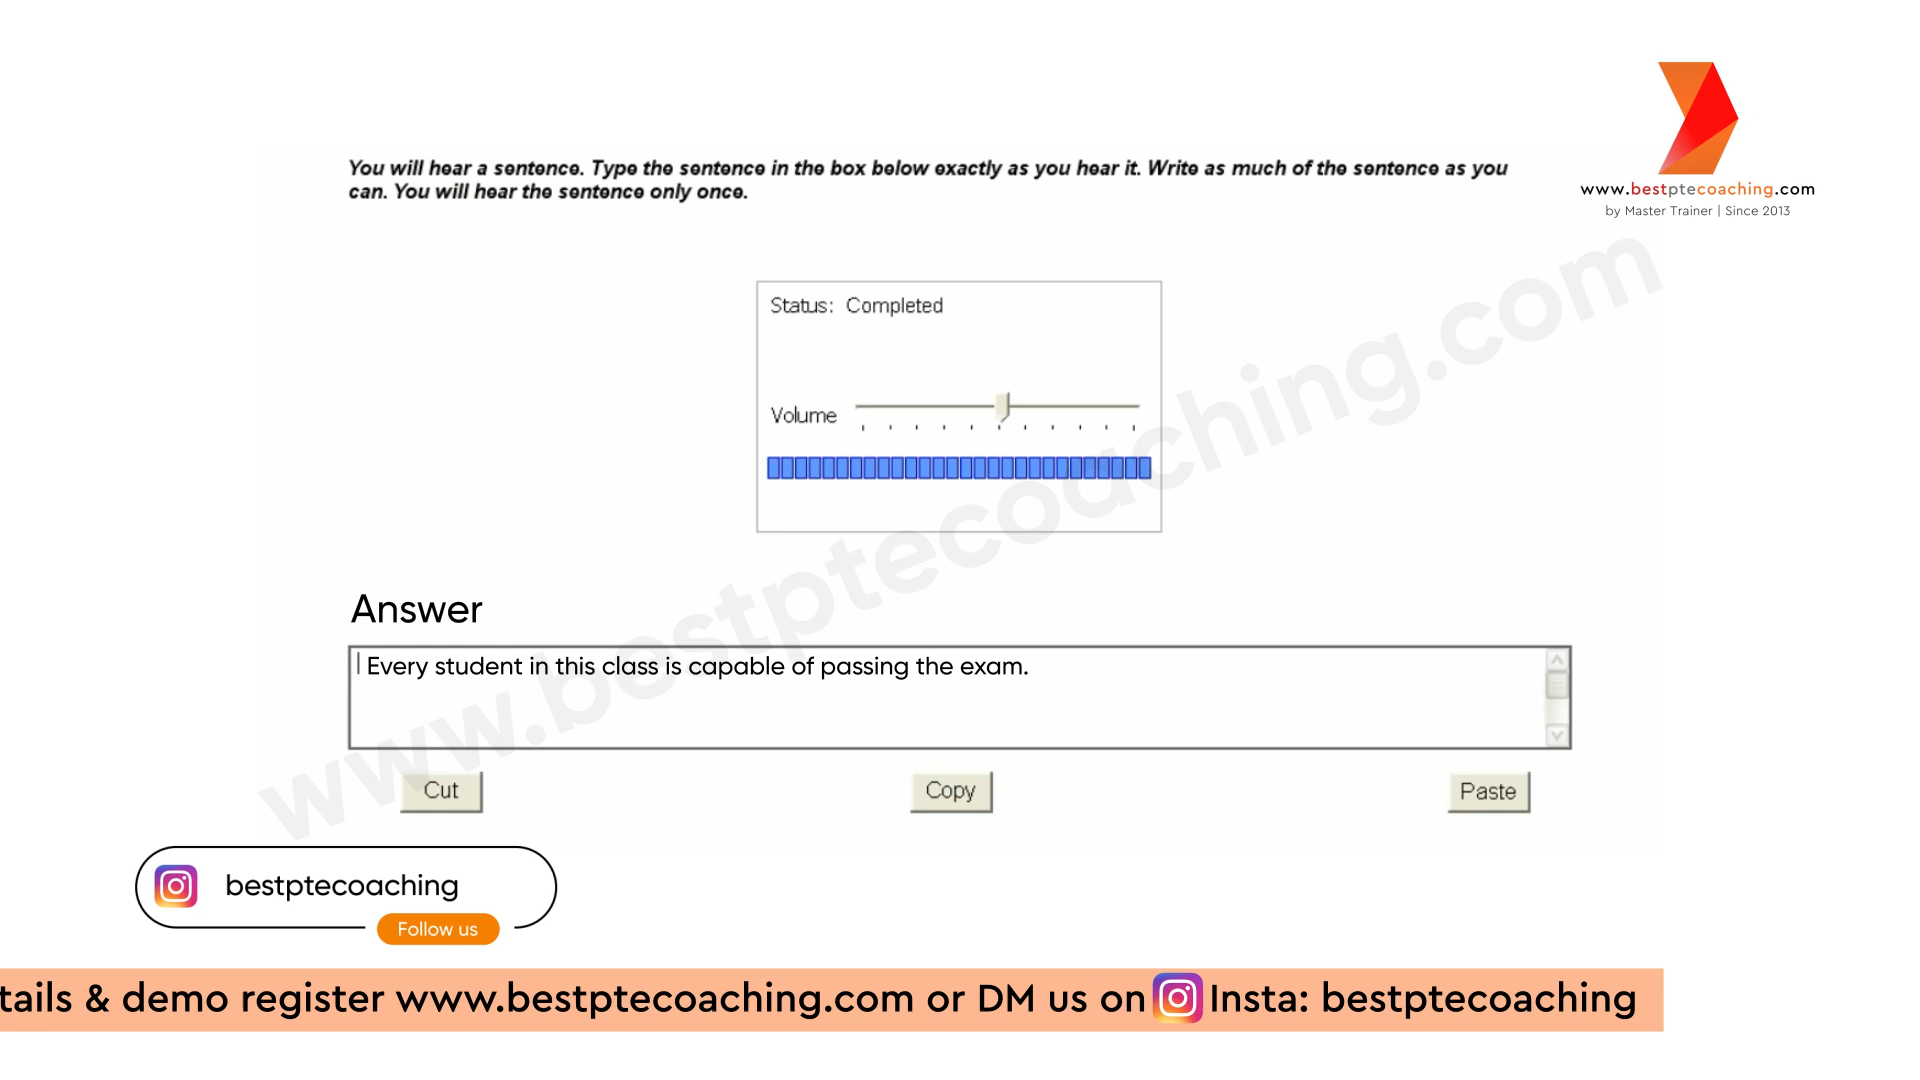 You will hear a sentence. Type the sentence in the box below exactly as you hear it. Write as much of the sentence as you
can. You will hear the sentence only once.
www.bestptecoaching.com
by Master Trainer | Since 2013
Status: Completed
Volume
www.bestptecoaching.com
Answer
Every student in this class is capable of passing the exam.
Cut
Copy
Paste
bestptecoaching
Follow us
tails & demo register www.bestptecoaching.com or DM us on Insta: bestptecoaching